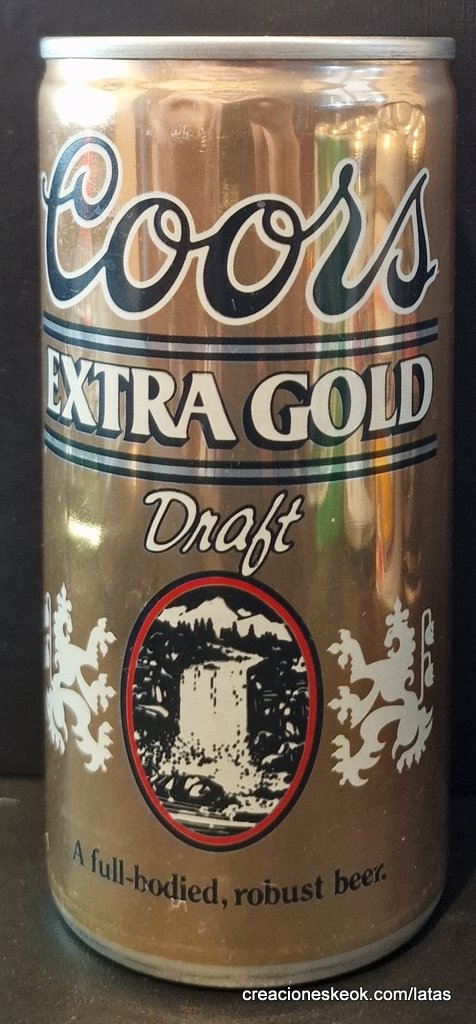 Coors
EXTRA GOLD
Draft
A full-bodied, robust beer.
creacioneskeok.com/latas